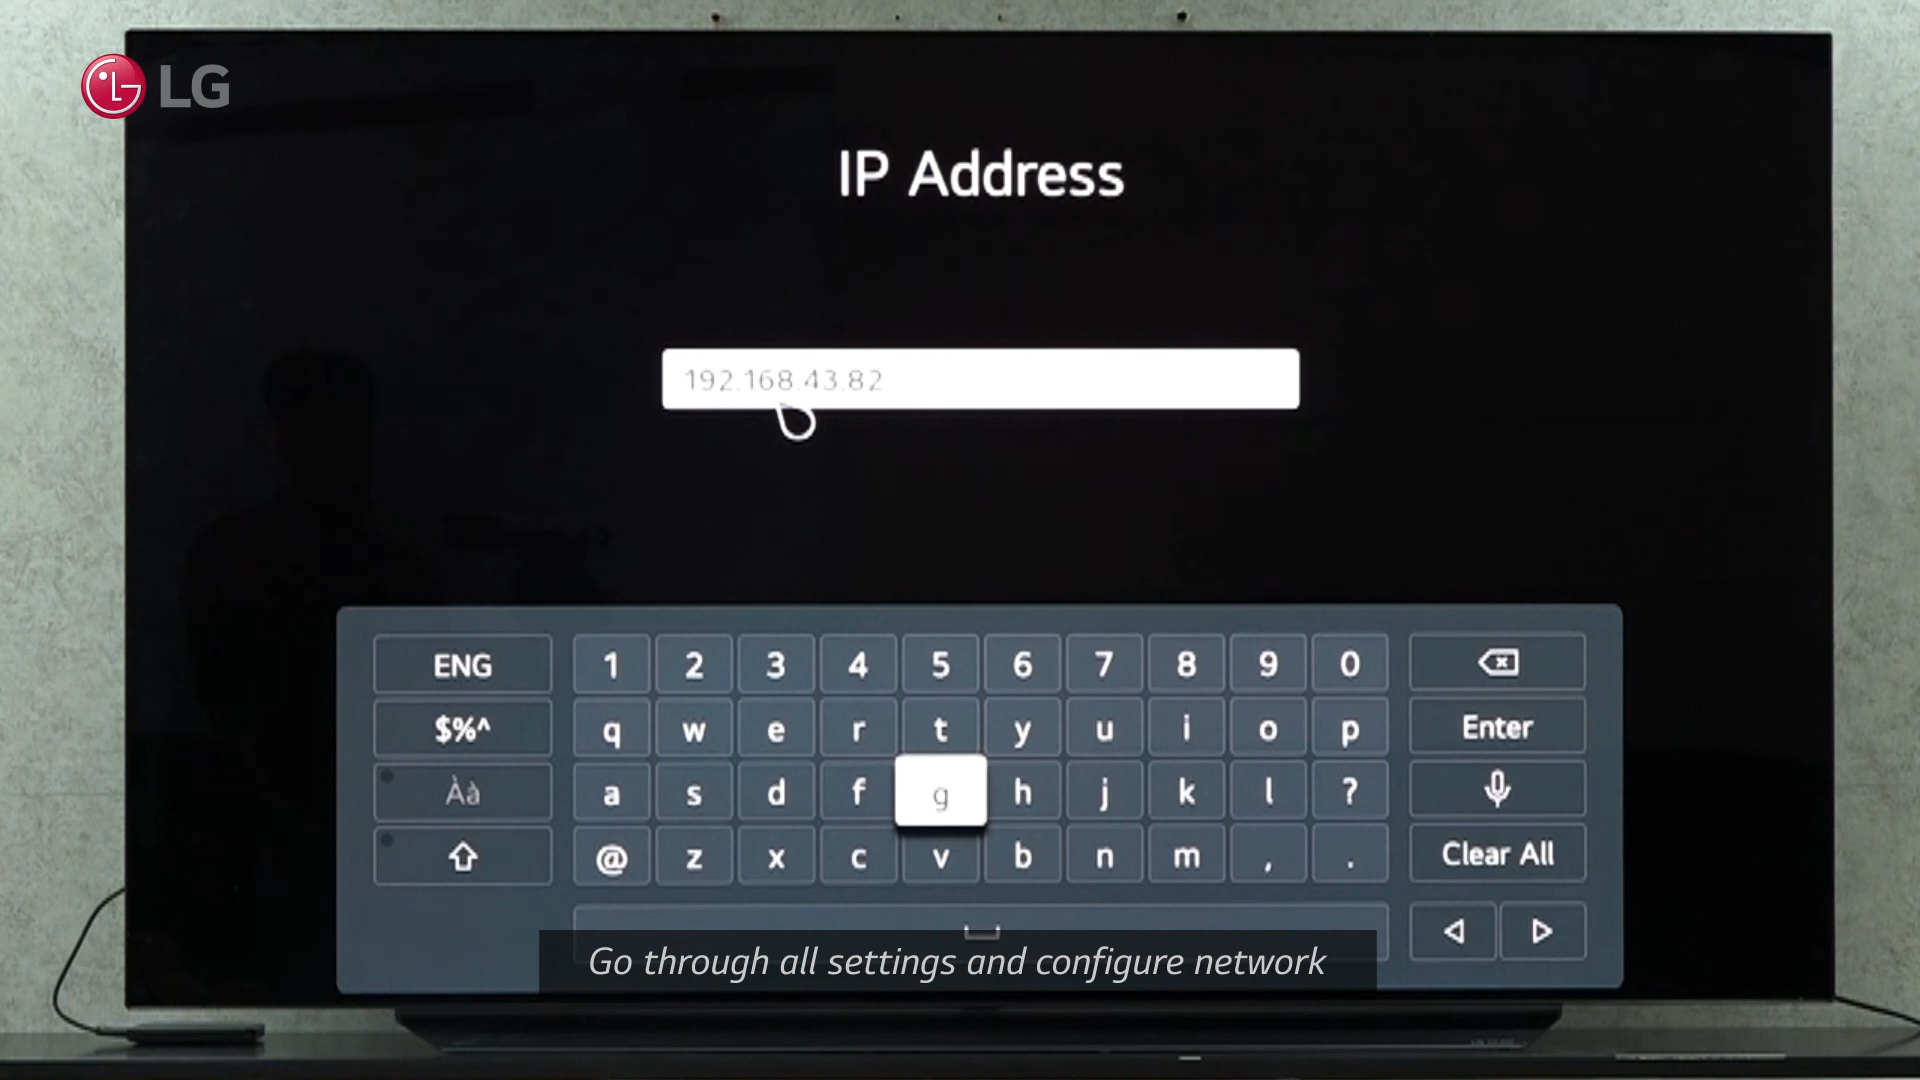 LG
IP Address
192.168.43.82
ENG 1 2 3 4 5 6 7 8 9 0
$%^ q w e r t y u i o p Enter
Àà a s d f g h j k l ?
@ z x c v b n m , . Clear All
Go through all settings and configure network